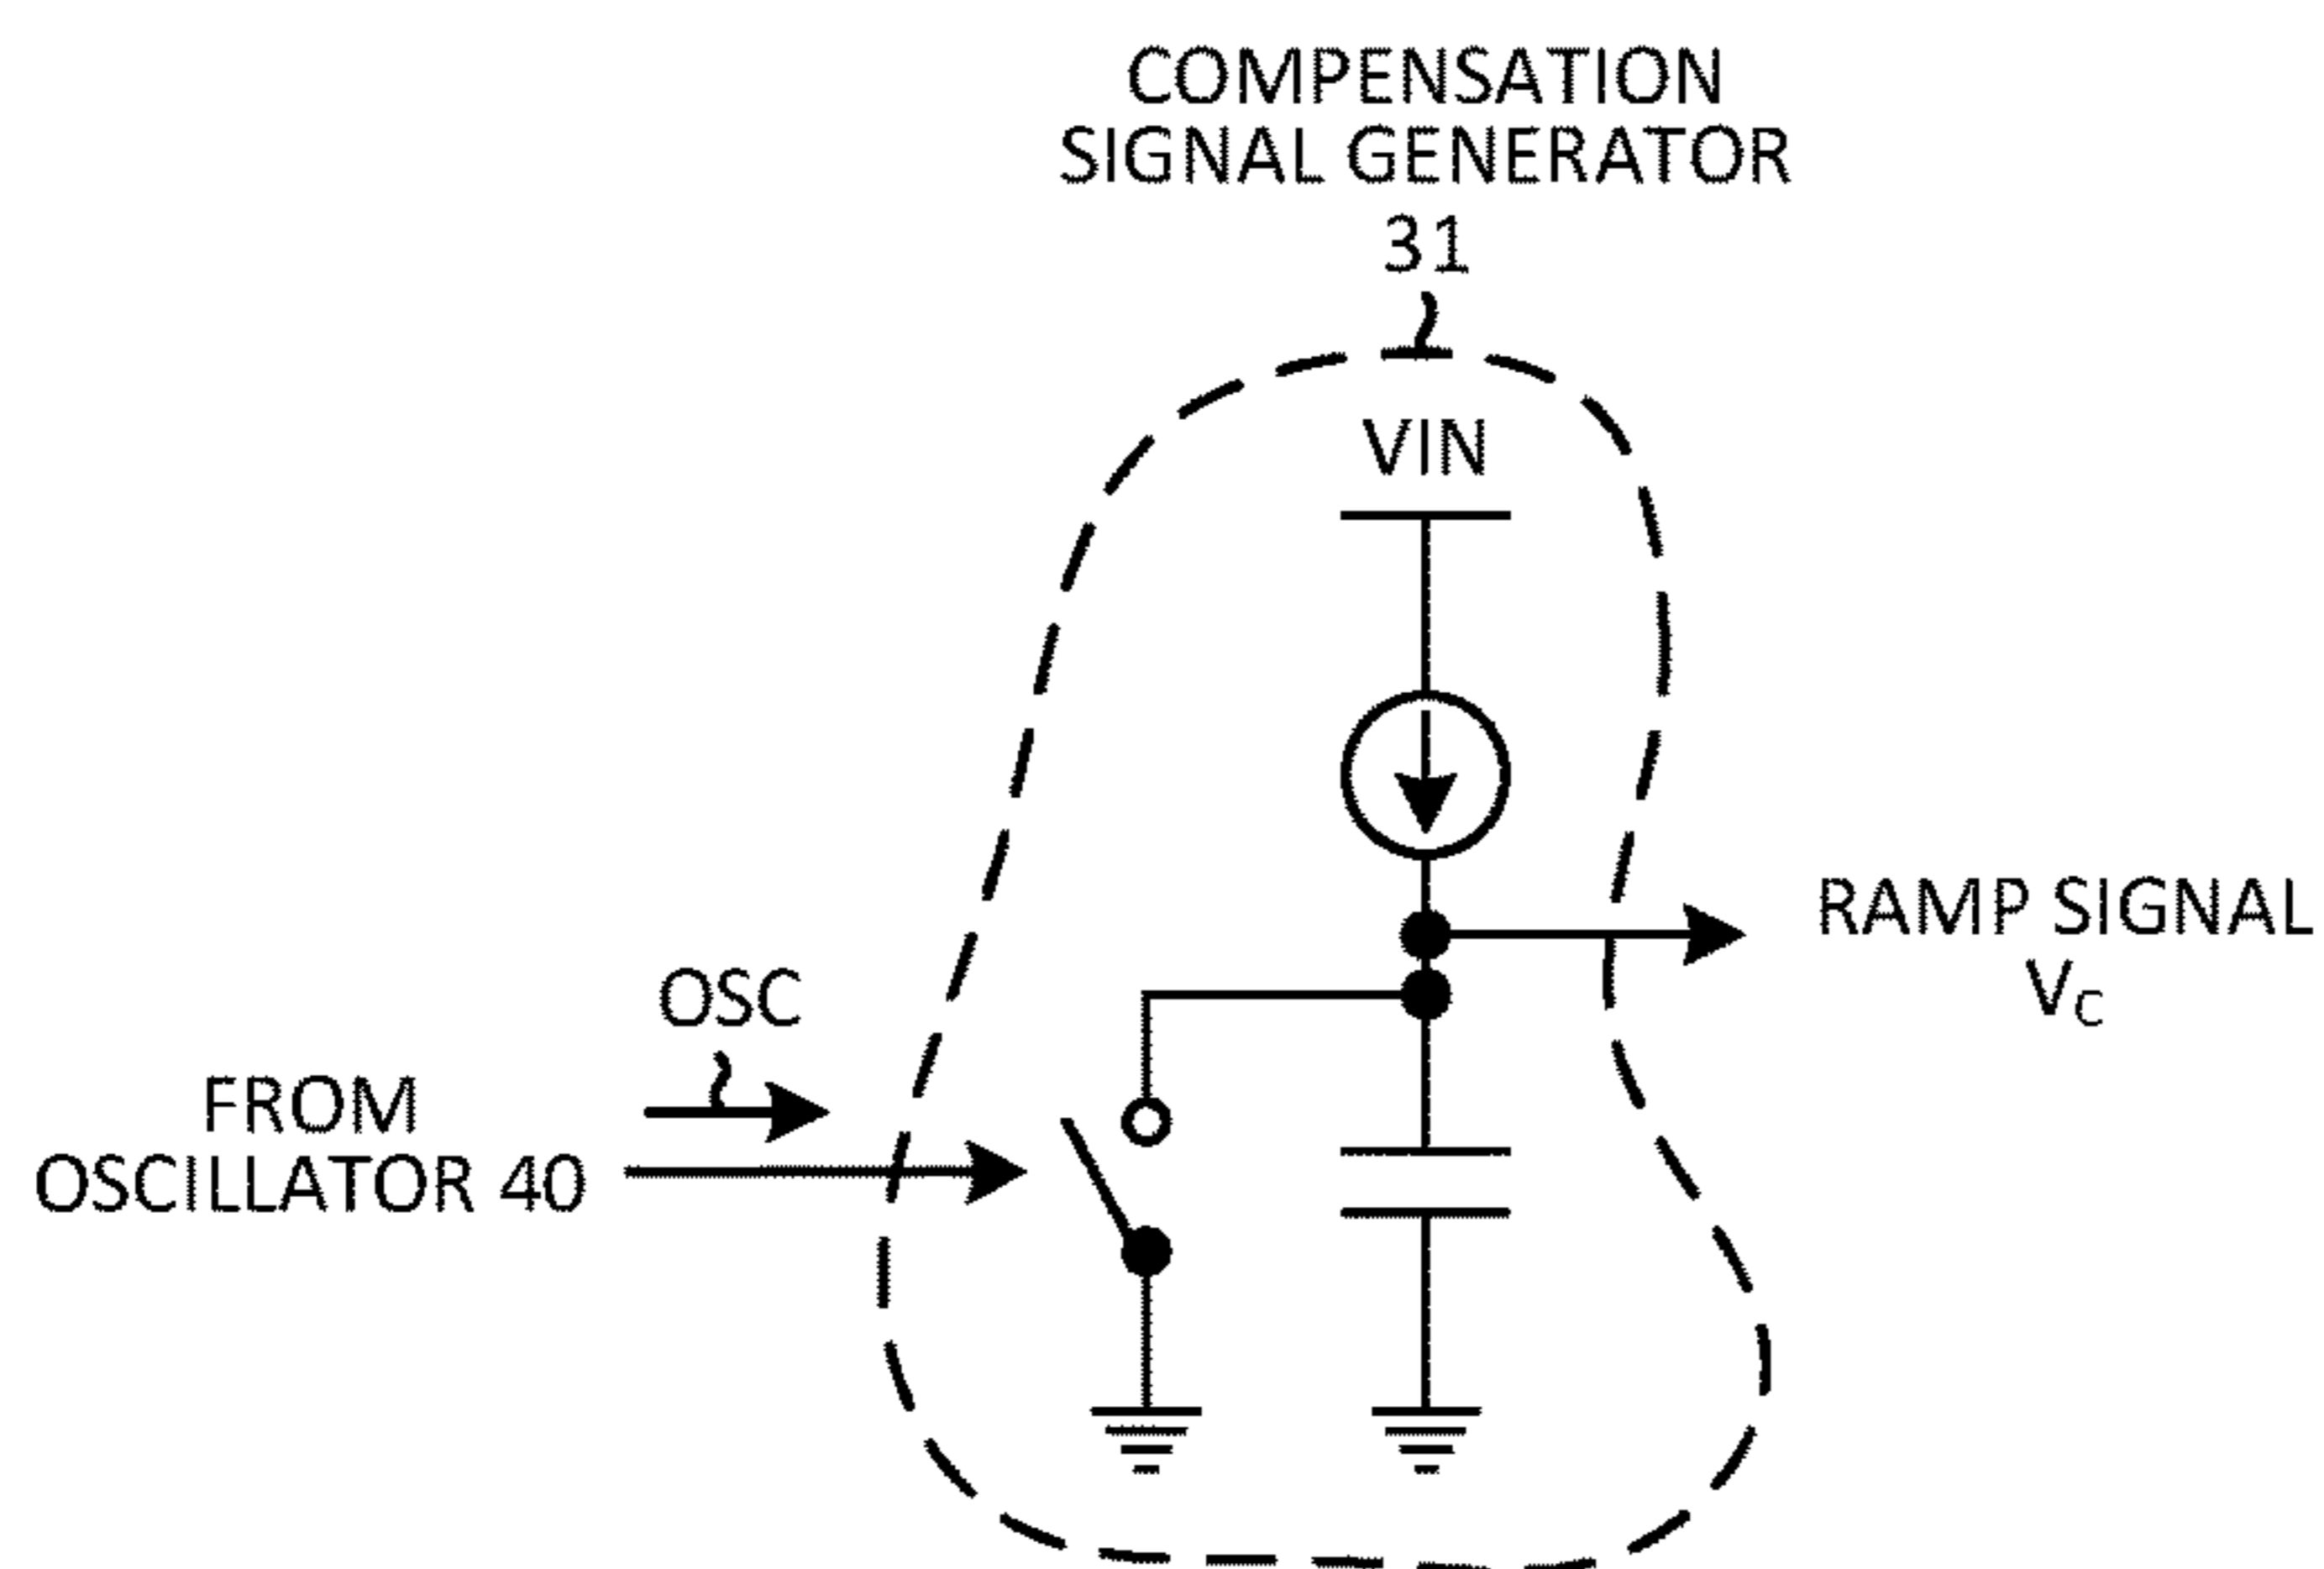 COMPENSATION
SIGNAL GENERATOR
31
VIN
RAMP SIGNAL
VC
OSC
FROM
OSCILLATOR 40